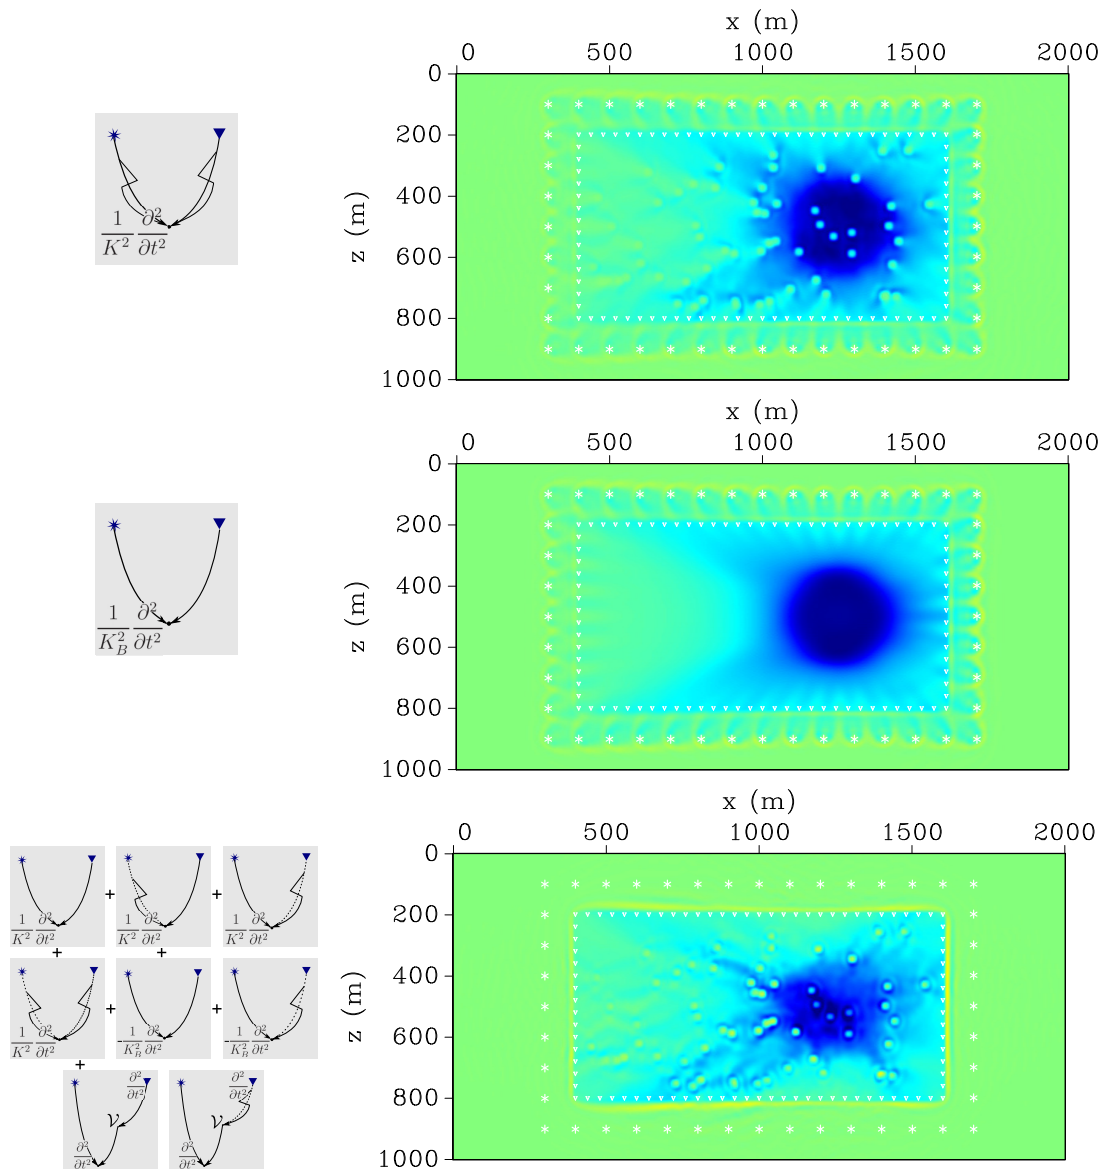 x (m)
0 500 1000 1500 2000
0
200
400
600
800
1000
z (m)
1/K² ∂²/∂t²
x (m)
0 500 1000 1500 2000
0
200
400
600
800
1000
z (m)
1/K_B² ∂²/∂t²
x (m)
0 500 1000 1500 2000
0
200
400
600
800
1000
z (m)
1/K² ∂²/∂t² + 1/K² ∂²/∂t² + 1/K² ∂²/∂t²
+ +
1/K² ∂²/∂t² + -1/K_B² ∂²/∂t² + -1/K_B² ∂²/∂t²
+
∂²/∂t² ∂²/∂t²
𝒱 𝒱
∂²/∂t² ∂²/∂t²